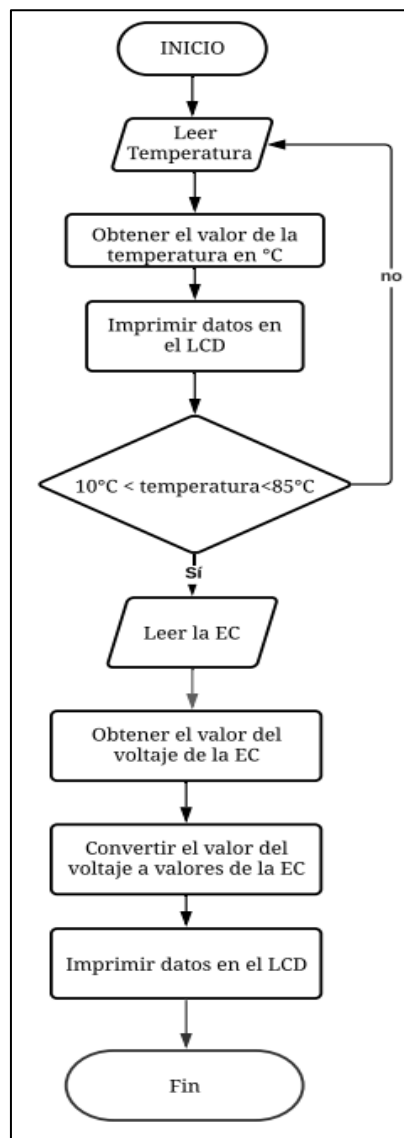 INICIO
Leer
Temperatura
Obtener el valor de la
temperatura en °C
no
Imprimir datos en
el LCD
10°C < temperatura<85°C
Sí
Leer la EC
Obtener el valor del
voltaje de la EC
Convertir el valor del
voltaje a valores de la EC
Imprimir datos en el LCD
Fin